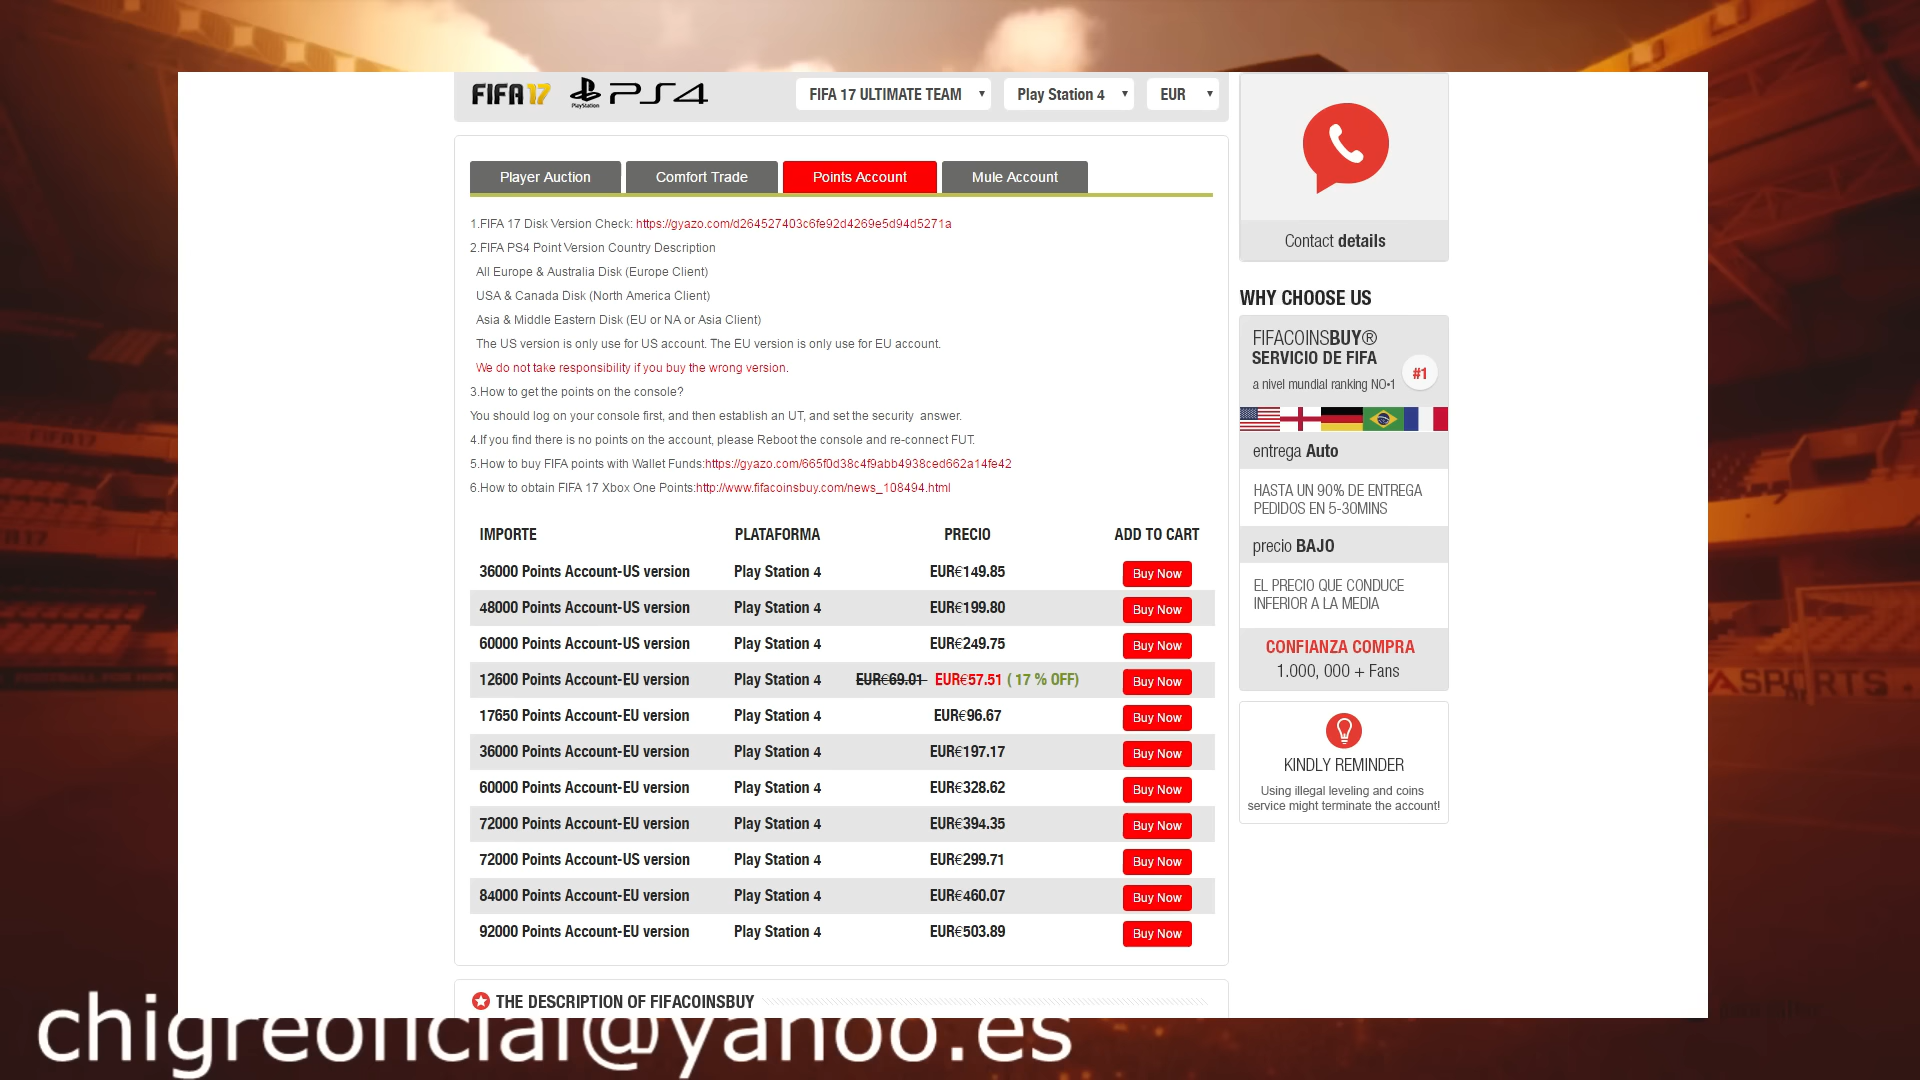 FIFA 17 PlayStation PS4 FIFA 17 ULTIMATE TEAM Play Station 4 EUR
Player Auction Comfort Trade Points Account Mule Account
1.FIFA 17 Disk Version Check: https://gyazo.com/d264527403c6fe92d4269e5d94d5271a
2.FIFA PS4 Point Version Country Description
All Europe & Australia Disk (Europe Client)
USA & Canada Disk (North America Client)
Asia & Middle Eastern Disk (EU or NA or Asia Client)
The US version is only use for US account. The EU version is only use for EU account.
We do not take responsibility if you buy the wrong version.
3.How to get the points on the console?
You should log on your console first, and then establish an UT, and set the security answer.
4.If you find there is no points on the account, please Reboot the console and re-connect FUT.
5.How to buy FIFA points with Wallet Funds:https://gyazo.com/665f0d38c4f9abb4938ced662a14fe42
6.How to obtain FIFA 17 Xbox One Points:http://www.fifacoinsbuy.com/news_108494.html
IMPORTE PLATAFORMA PRECIO ADD TO CART
36000 Points Account-US version Play Station 4 EUR€149.85 Buy Now
48000 Points Account-US version Play Station 4 EUR€199.80 Buy Now
60000 Points Account-US version Play Station 4 EUR€249.75 Buy Now
12600 Points Account-EU version Play Station 4 EUR€69.01 EUR€57.51 ( 17 % OFF) Buy Now
17650 Points Account-EU version Play Station 4 EUR€96.67 Buy Now
36000 Points Account-EU version Play Station 4 EUR€197.17 Buy Now
60000 Points Account-EU version Play Station 4 EUR€328.62 Buy Now
72000 Points Account-EU version Play Station 4 EUR€394.35 Buy Now
72000 Points Account-US version Play Station 4 EUR€299.71 Buy Now
84000 Points Account-EU version Play Station 4 EUR€460.07 Buy Now
92000 Points Account-EU version Play Station 4 EUR€503.89 Buy Now
THE DESCRIPTION OF FIFACOINSBUY
Contact details
WHY CHOOSE US
FIFACOINSBUY®
SERVICIO DE FIFA
a nivel mundial ranking NO•1
#1
entrega Auto
HASTA UN 90% DE ENTREGA
PEDIDOS EN 5-30MINS
precio BAJO
EL PRECIO QUE CONDUCE
INFERIOR A LA MEDIA
CONFIANZA COMPRA
1.000, 000 + Fans
KINDLY REMINDER
Using illegal leveling and coins
service might terminate the account!
FIFA 17
FOOTBALL FOR HOPE
EA SPORTS
chigreoficial@yahoo.es